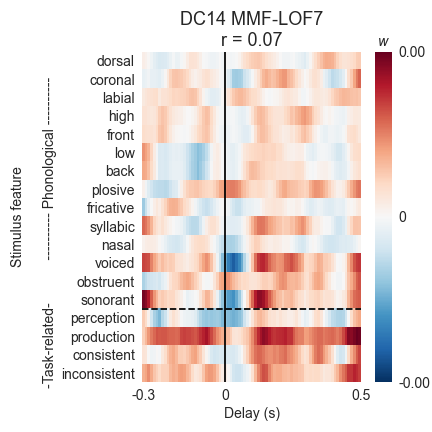 DC14 MMF-LOF7
r = 0.07
w
dorsal
coronal
labial
high
front
low
back
plosive
fricative
syllabic
nasal
voiced
obstruent
sonorant
perception
production
consistent
inconsistent
Stimulus feature
-Task-related- ---------- Phonological ----------
0.00
0
-0.00
-0.3 0 0.5
Delay (s)